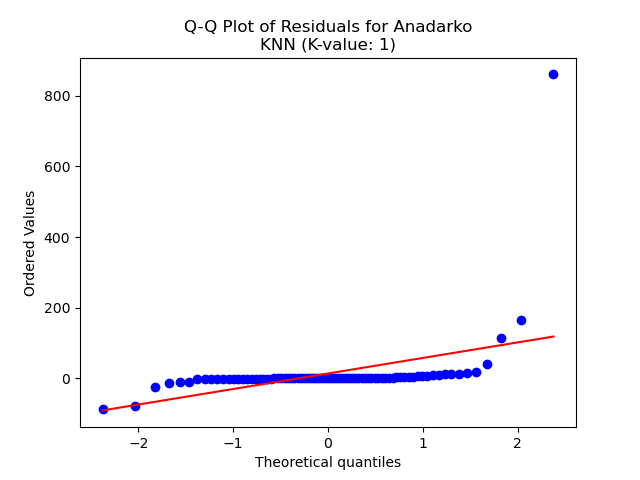 Q-Q Plot of Residuals for Anadarko
KNN (K-value: 1)
800
600
400
200
0
Ordered Values
−2
−1
0
1
2
Theoretical quantiles